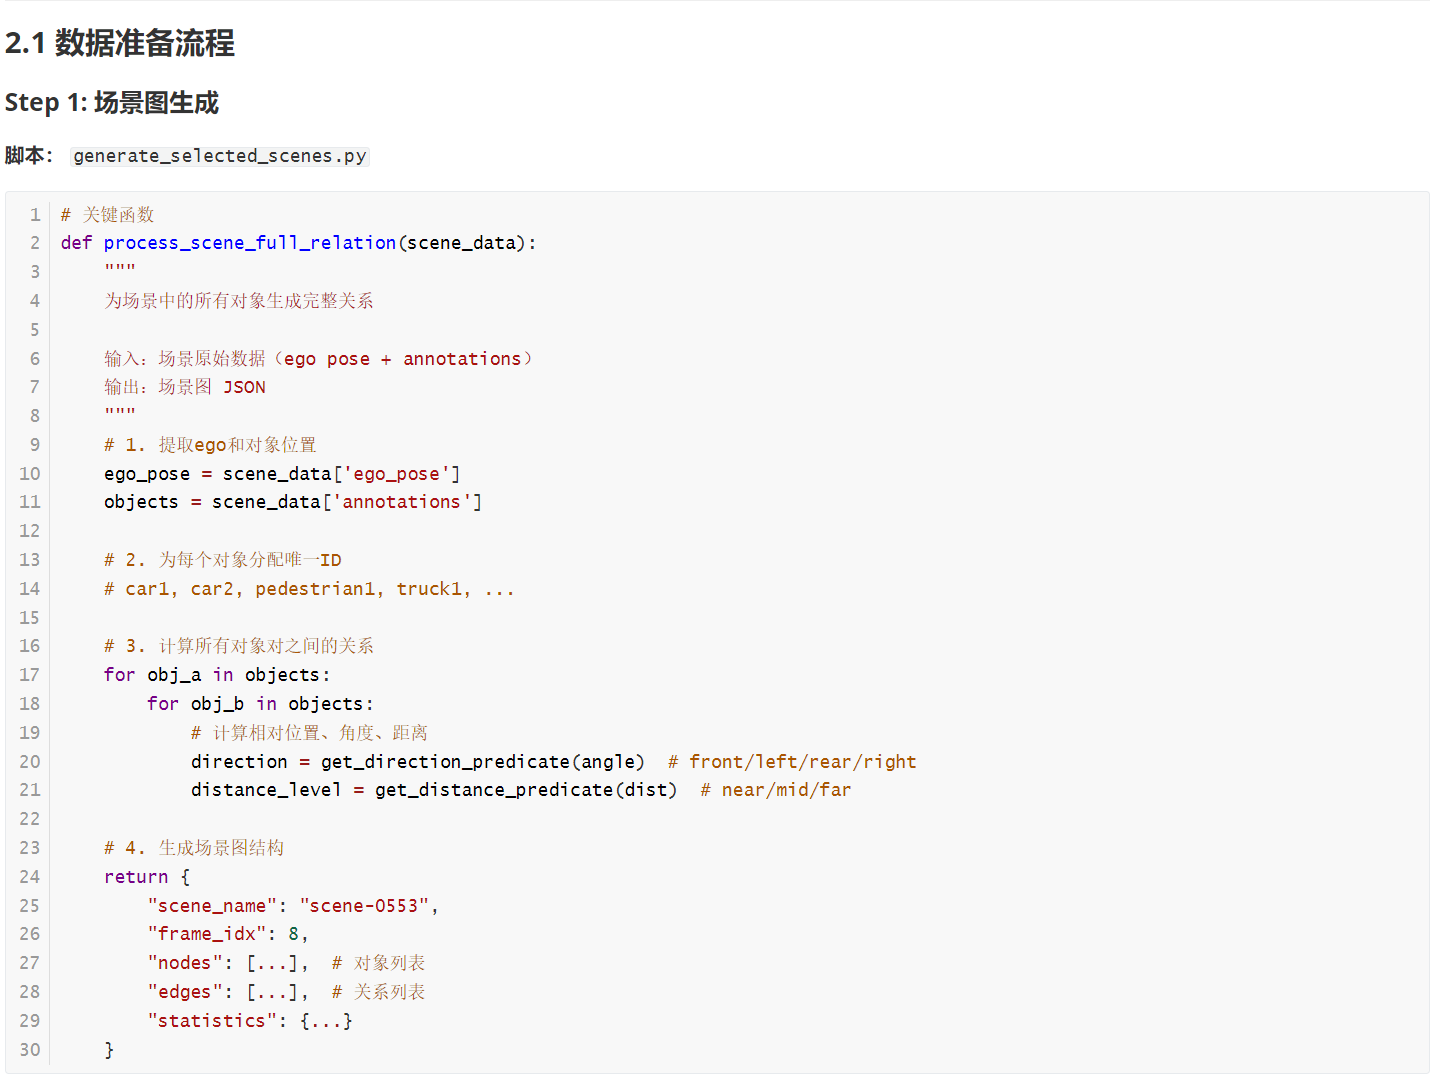 2.1 数据准备流程
Step 1: 场景图生成
脚本： generate_selected_scenes.py
1 # 关键函数
2 def process_scene_full_relation(scene_data):
3     """
4     为场景中的所有对象生成完整关系
5
6     输入：场景原始数据（ego pose + annotations）
7     输出：场景图 JSON
8     """
9     # 1. 提取ego和对象位置
10     ego_pose = scene_data['ego_pose']
11     objects = scene_data['annotations']
12
13     # 2. 为每个对象分配唯一ID
14     # car1, car2, pedestrian1, truck1, ...
15
16     # 3. 计算所有对象对之间的关系
17     for obj_a in objects:
18         for obj_b in objects:
19             # 计算相对位置、角度、距离
20             direction = get_direction_predicate(angle)  # front/left/rear/right
21             distance_level = get_distance_predicate(dist)  # near/mid/far
22
23     # 4. 生成场景图结构
24     return {
25         "scene_name": "scene-0553",
26         "frame_idx": 8,
27         "nodes": [...],  # 对象列表
28         "edges": [...],  # 关系列表
29         "statistics": {...}
30     }